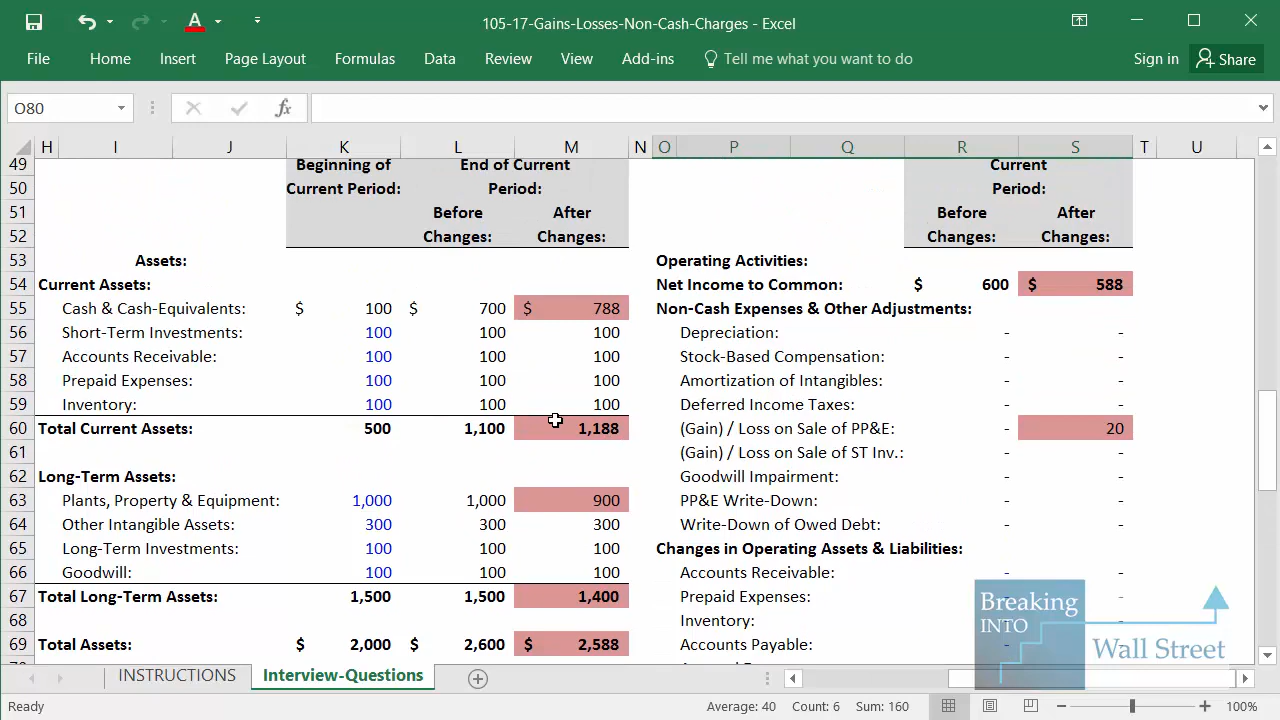 105-17-Gains-Losses-Non-Cash-Charges - Excel
File Home Insert Page Layout Formulas Data Review View Add-ins Tell me what you want to do Sign in Share
O80
H I J K L M N O P Q R S T U
49 Beginning of End of Current Current
50 Current Period: Period: Period:
51 Before After Before After
52 Changes: Changes: Changes: Changes:
53 Assets: Operating Activities:
54 Current Assets: Net Income to Common: $ 600 $ 588
55 Cash & Cash-Equivalents: $ 100 $ 700 $ 788 Non-Cash Expenses & Other Adjustments:
56 Short-Term Investments: 100 100 100 Depreciation: - -
57 Accounts Receivable: 100 100 100 Stock-Based Compensation: - -
58 Prepaid Expenses: 100 100 100 Amortization of Intangibles: - -
59 Inventory: 100 100 100 Deferred Income Taxes: - -
60 Total Current Assets: 500 1,100 1,188 (Gain) / Loss on Sale of PP&E: - 20
61 (Gain) / Loss on Sale of ST Inv.: - -
62 Long-Term Assets: Goodwill Impairment: - -
63 Plants, Property & Equipment: 1,000 1,000 900 PP&E Write-Down: - -
64 Other Intangible Assets: 300 300 300 Write-Down of Owed Debt: - -
65 Long-Term Investments: 100 100 100 Changes in Operating Assets & Liabilities:
66 Goodwill: 100 100 100 Accounts Receivable: - -
67 Total Long-Term Assets: 1,500 1,500 1,400 Prepaid Expenses: - -
68 Inventory: - -
69 Total Assets: $ 2,000 $ 2,600 $ 2,588 Accounts Payable: - -
Breaking
INTO
Wall Street
INSTRUCTIONS Interview-Questions
Ready Average: 40 Count: 6 Sum: 160 100%